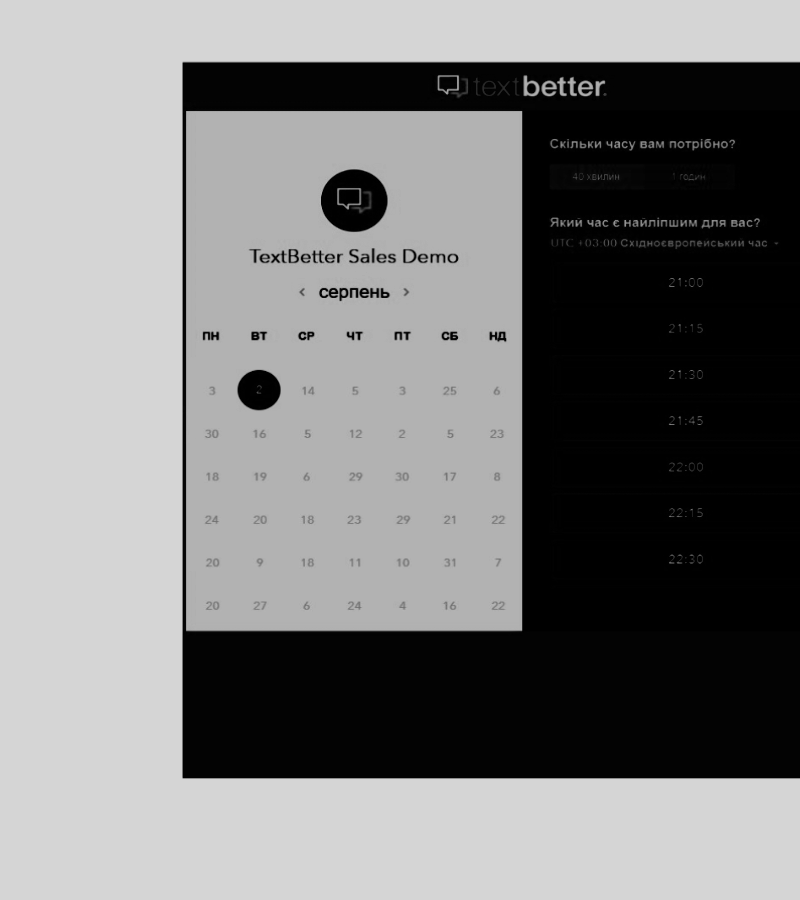 textbetter.
TextBetter Sales Demo
< серпень >
ПН ВТ СР ЧТ ПТ СБ НД
3 2 14 5 3 25 6
30 16 5 12 2 5 23
18 19 6 29 30 17 8
24 20 18 23 29 21 22
20 9 18 11 10 31 7
20 27 6 24 4 16 22
Скільки часу вам потрібно?
40 хвилин 1 годин
Який час є найліпшим для вас?
UTC +03:00 Східноєвропейський час
21:00
21:15
21:30
21:45
22:00
22:15
22:30